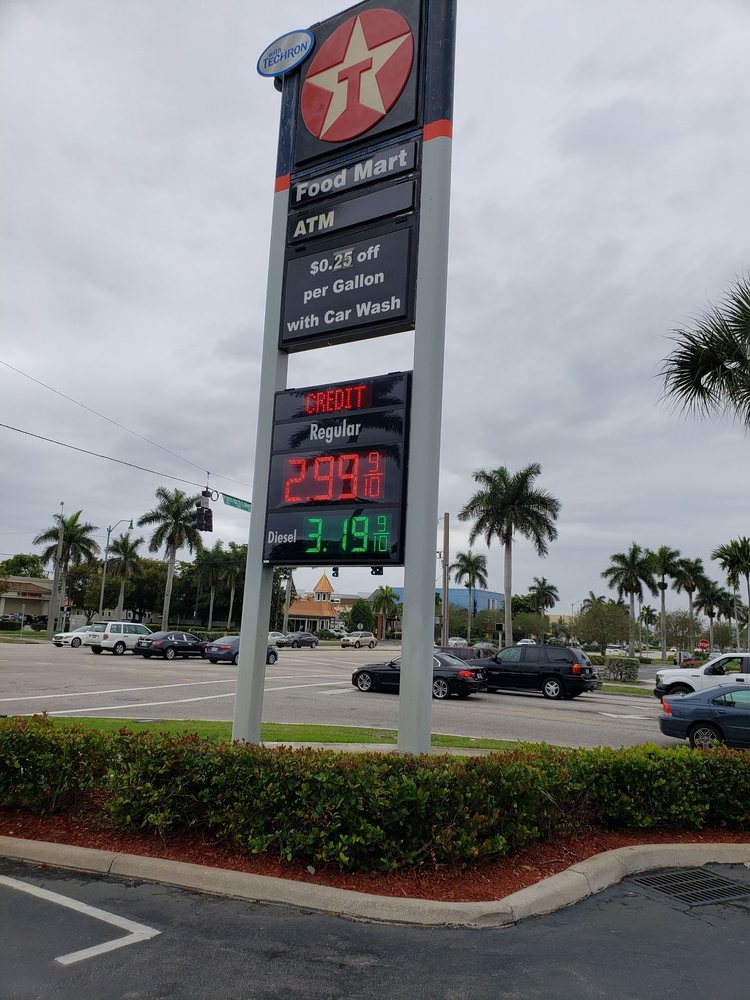 with
TECHRON
T
Food Mart
ATM
$0.25 off
per Gallon
with Car Wash
CREDIT
Regular
2.99 9/10
Diesel 3.19 9/10